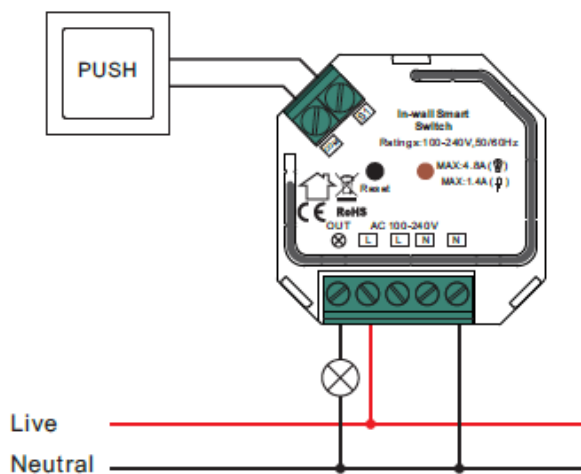 PUSH
S1
In-wall Smart
Switch
Ratings:100-240V,50/60Hz
MAX:4.8A( )
MAX:1.4A( )
Reset
CE RoHS
OUT AC 100-240V
L L N N
Live
Neutral